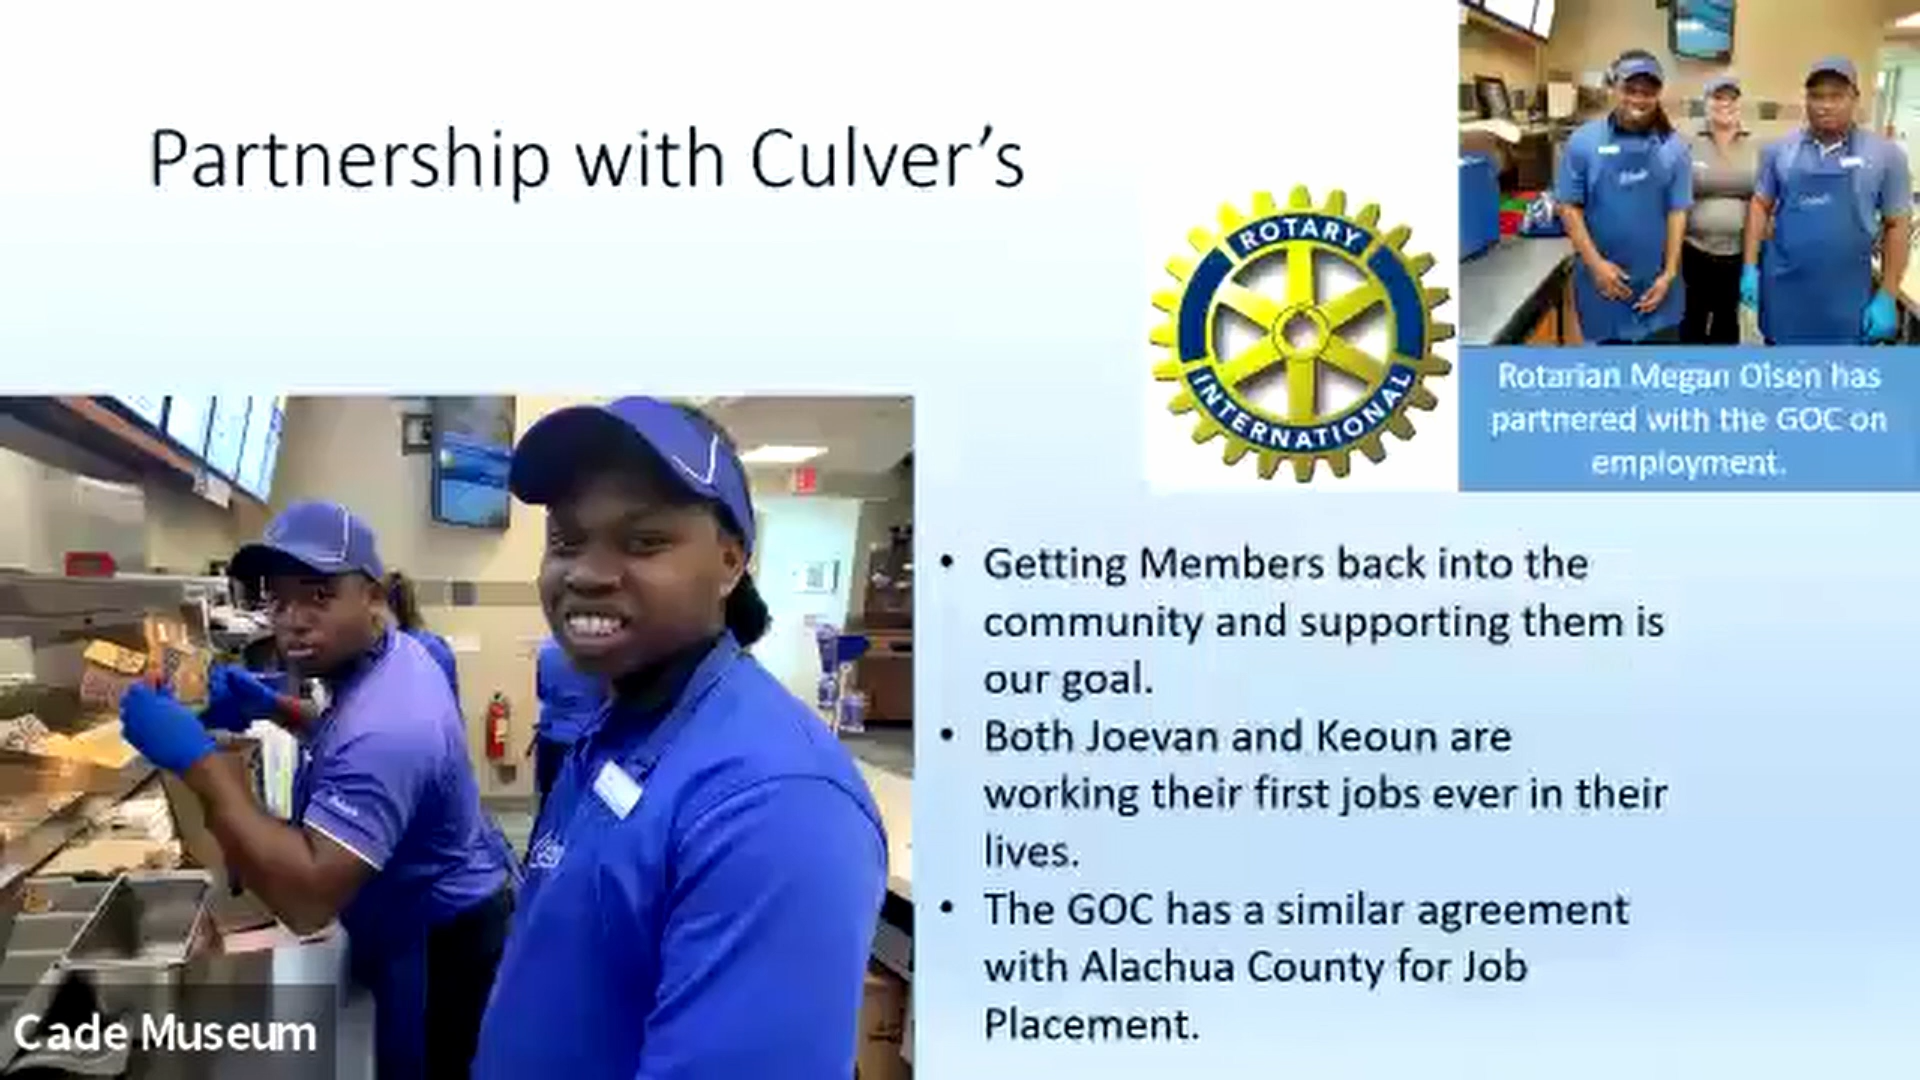 Partnership with Culver's
ROTARY
INTERNATIONAL
Rotarian Megan Olsen has
partnered with the GOC on
employment.
• Getting Members back into the
community and supporting them is
our goal.
• Both Joevan and Keoun are
working their first jobs ever in their
lives.
• The GOC has a similar agreement
with Alachua County for Job
Placement.
Cade Museum